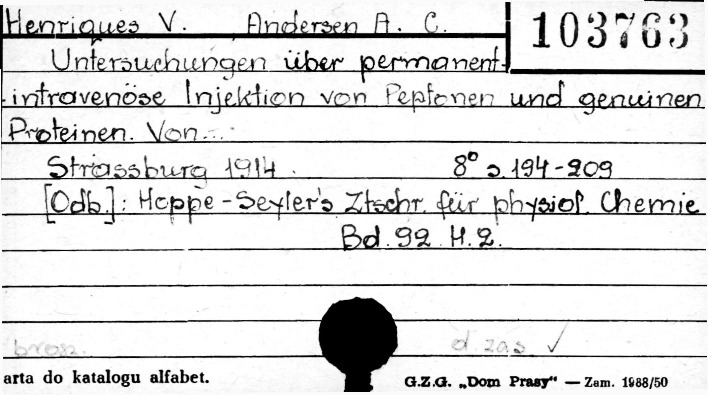 Henriques V. Andersen A. C. 103763
Untersuchungen über permanent-
intravenöse Injektion von Peptonen und genuinen
Proteinen. Von...
Strassburg 1914. 8° s. 194-209
[Odb.]: Hoppe-Seyler's Ztschr. für physiol. Chemie
Bd. 92. H. 2.
brosz. d. zas. ✓
arta do katalogu alfabet. G.Z.G. „Dom Prasy“ — Zam. 1988/50